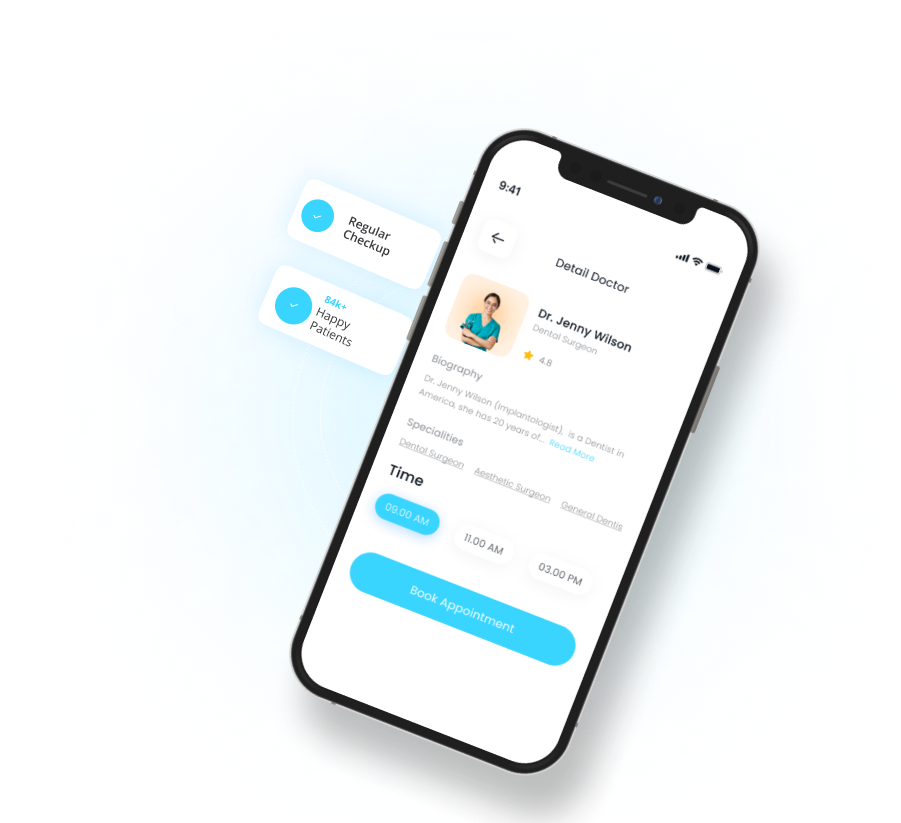 9:41
Detail Doctor
Dr. Jenny Wilson
Dental Surgeon
4.8
Regular
Checkup
84k+
Happy
Patients
Biography
Dr. Jenny Wilson (Implantologist), is a Dentist in
America, she has 20 years of... Read More
Specialities
Dental Surgeon Aesthetic Surgeon General Dentis
Time
09.00 AM 11.00 AM 03.00 PM
Book Appointment